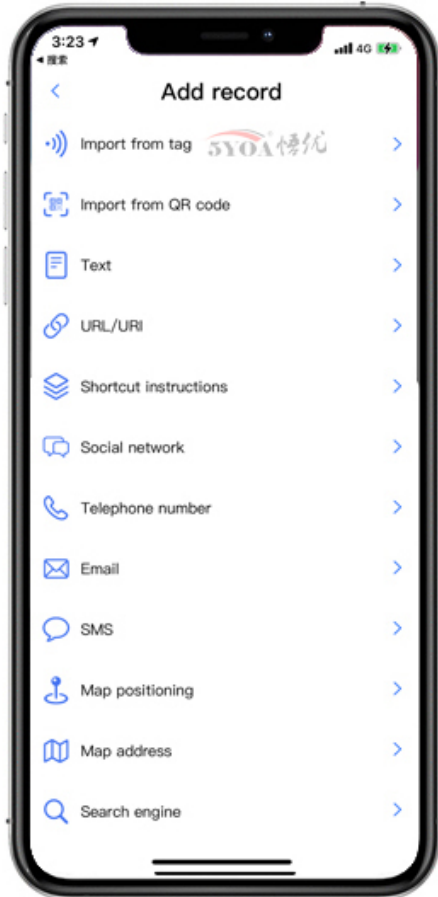 3:23
4G
搜索
Add record
Import from tag
5YOA 悟优
Import from QR code
Text
URL/URI
Shortcut instructions
Social network
Telephone number
Email
SMS
Map positioning
Map address
Search engine